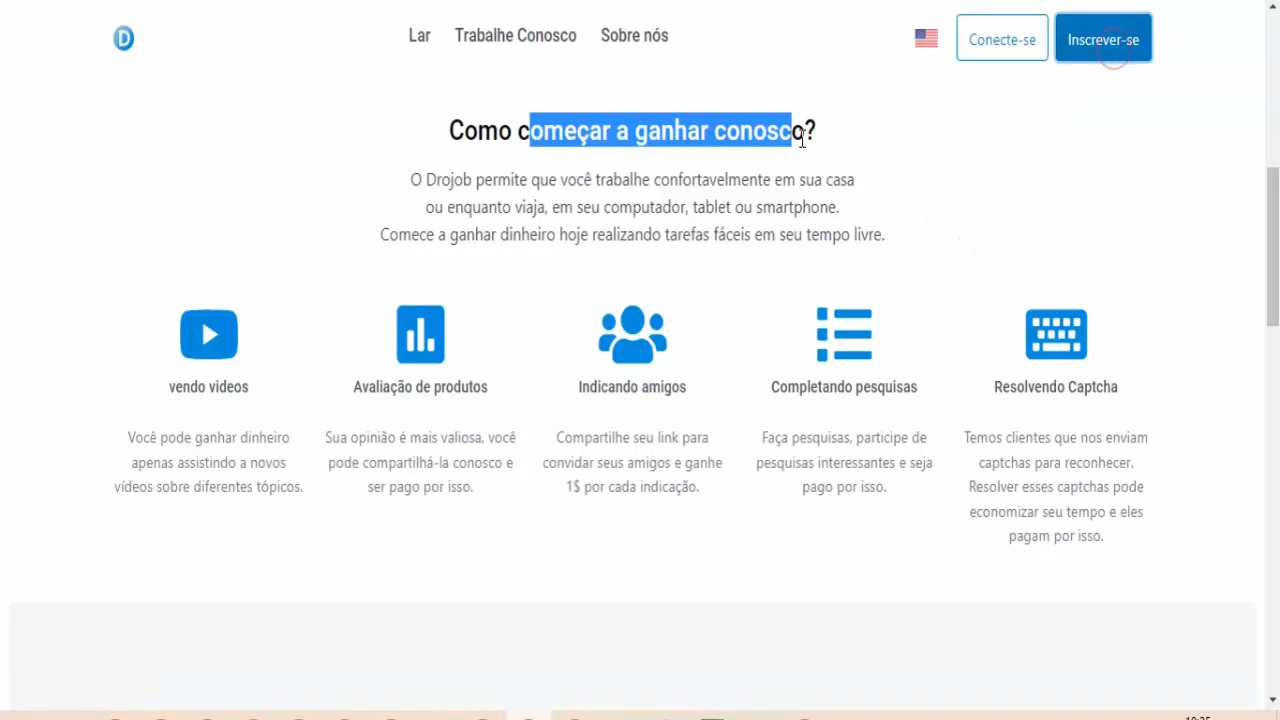 D
Lar Trabalhe Conosco Sobre nós Conecte-se Inscrever-se
Como começar a ganhar conosco?
O Drojob permite que você trabalhe confortavelmente em sua casa
ou enquanto viaja, em seu computador, tablet ou smartphone.
Comece a ganhar dinheiro hoje realizando tarefas fáceis em seu tempo livre.
vendo videos
Você pode ganhar dinheiro
apenas assistindo a novos
vídeos sobre diferentes tópicos.
Avaliação de produtos
Sua opinião é mais valiosa, você
pode compartilhá-la conosco e
ser pago por isso.
Indicando amigos
Compartilhe seu link para
convidar seus amigos e ganhe
1$ por cada indicação.
Completando pesquisas
Faça pesquisas, participe de
pesquisas interessantes e seja
pago por isso.
Resolvendo Captcha
Temos clientes que nos enviam
captchas para reconhecer.
Resolver esses captchas pode
economizar seu tempo e eles
pagam por isso.